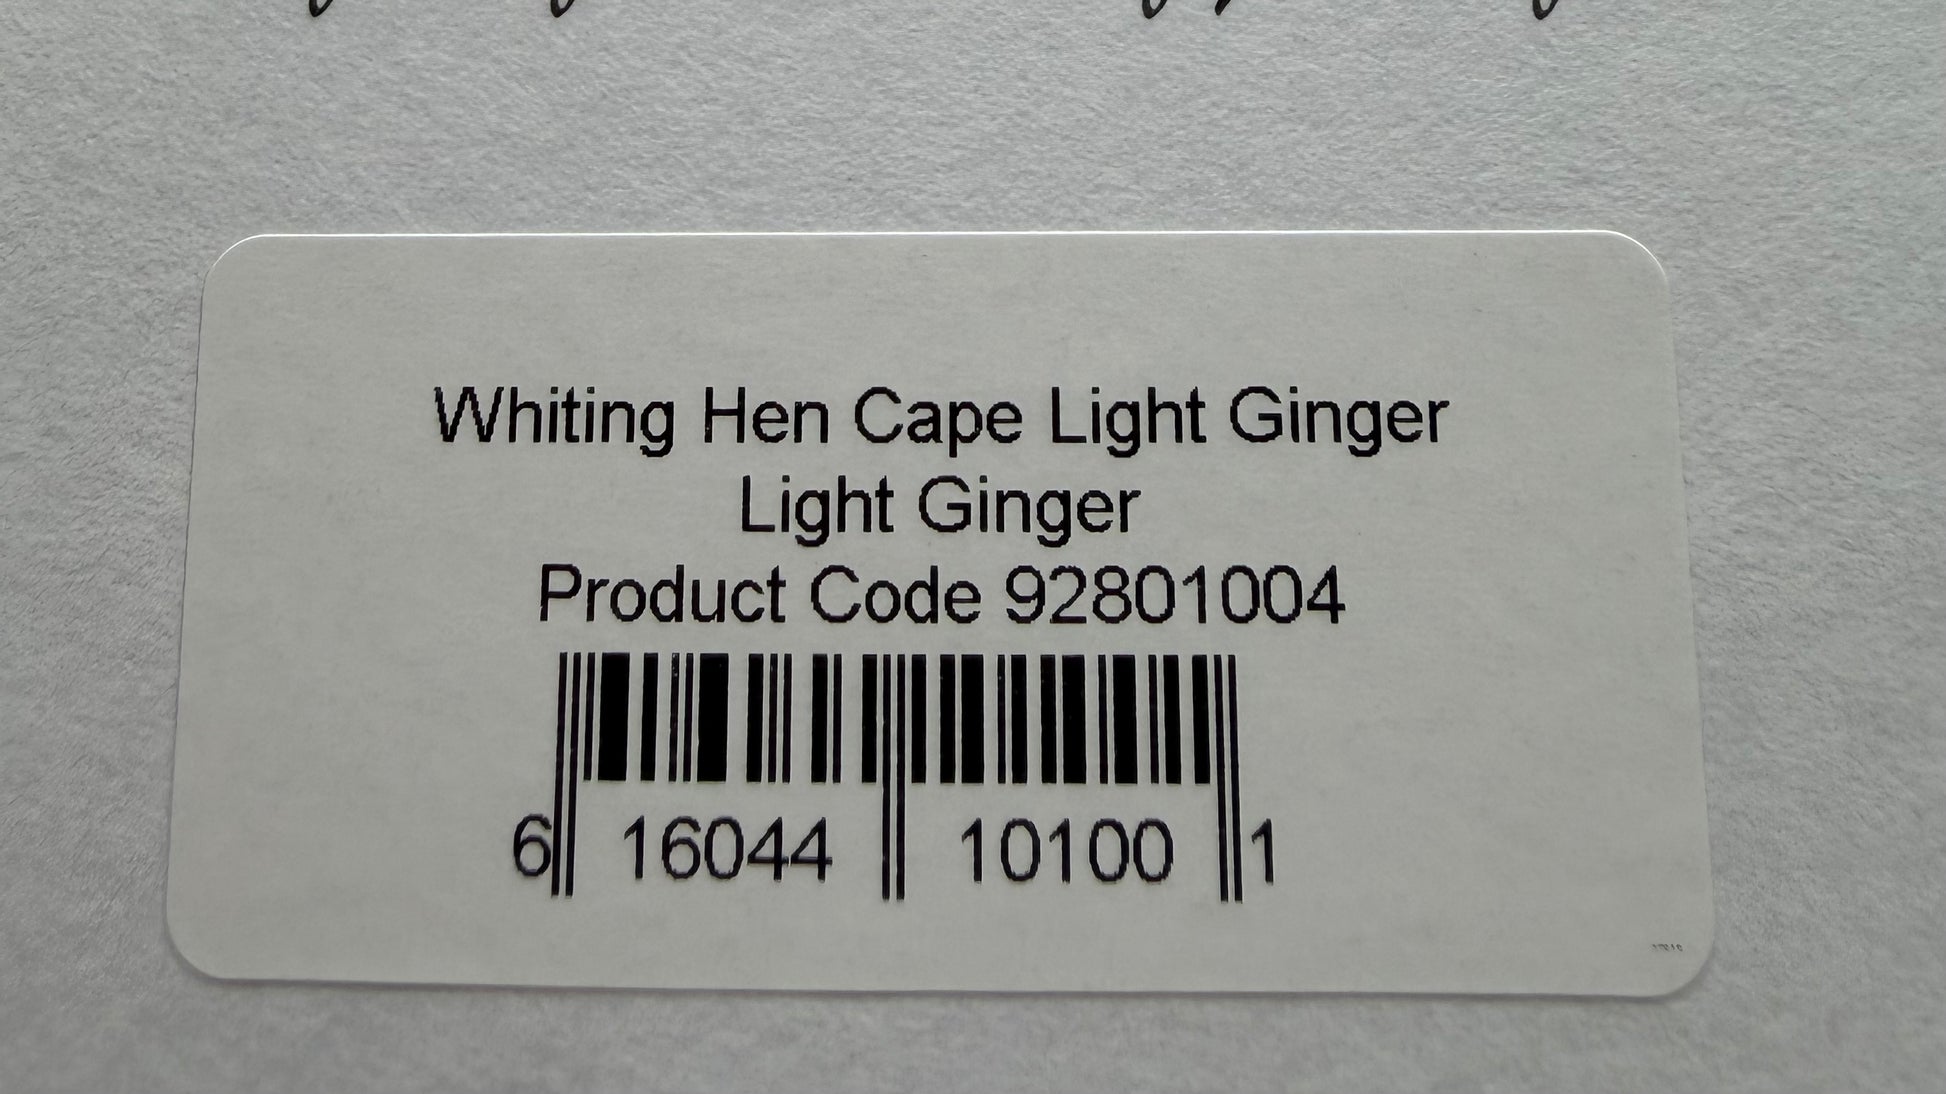 Whiting Hen Cape Light Ginger
Light Ginger
Product Code 92801004
6 16044 10100 1